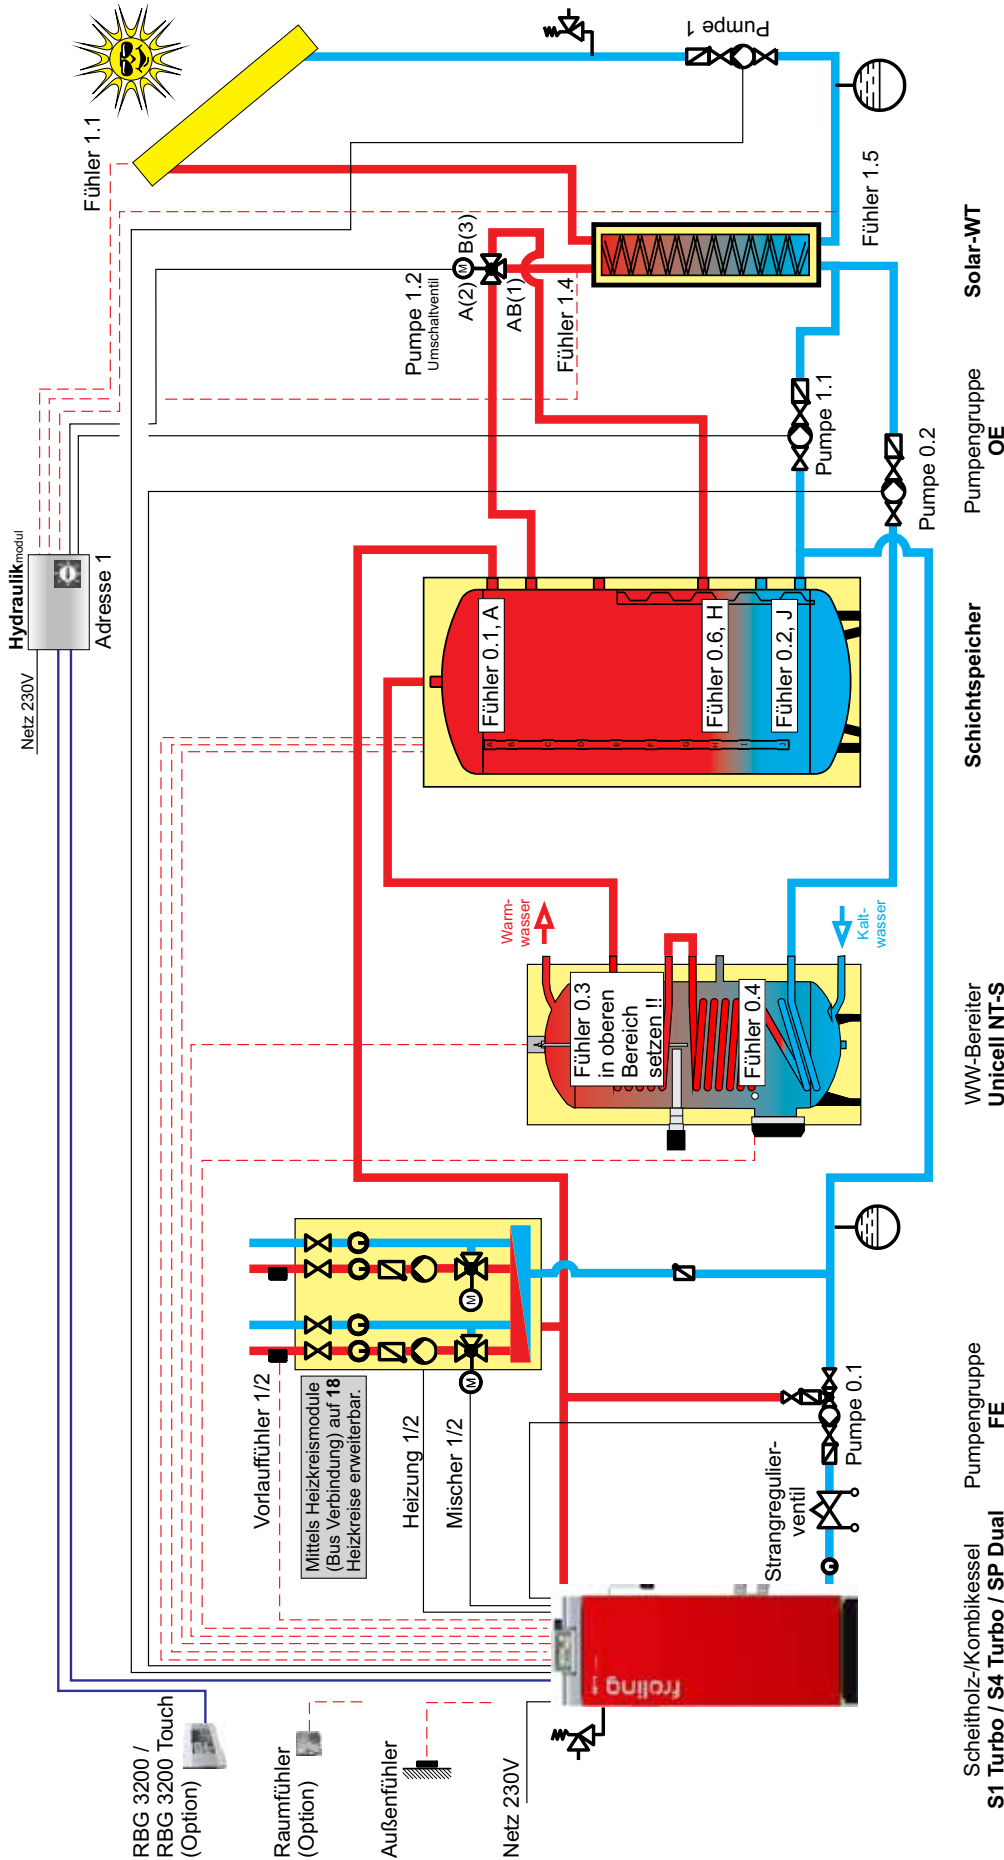 RBG 3200 /
RBG 3200 Touch
(Option)
Raumfühler
(Option)
Außenfühler
Netz 230V
froling
Scheitholz-/Kombikessel
S1 Turbo / S4 Turbo / SP Dual
Vorlauffühler 1/2
Mittels Heizkreismodule
(Bus Verbindung) auf 18
Heizkreise erweiterbar.
Heizung 1/2
Mischer 1/2
M
M
Strangregulier-
ventil
Pumpe 0.1
Pumpengruppe
FE
Warm-
wasser
Fühler 0.3
in oberen
Bereich
setzen !!
Fühler 0.4
Kalt-
wasser
WW-Bereiter
Unicell NT-S
Netz 230V
Hydraulikmodul
Adresse 1
Fühler 0.1, A
Fühler 0.6, H
Fühler 0.2, J
A
B
C
D
E
F
G
H
I
J
Schichtspeicher
Pumpe 1.2
Umschaltventil
A(2)
M
B(3)
AB(1)
Fühler 1.4
Pumpe 1.1
Pumpe 0.2
Pumpengruppe
OE
Fühler 1.1
Pumpe 1
Fühler 1.5
Solar-WT